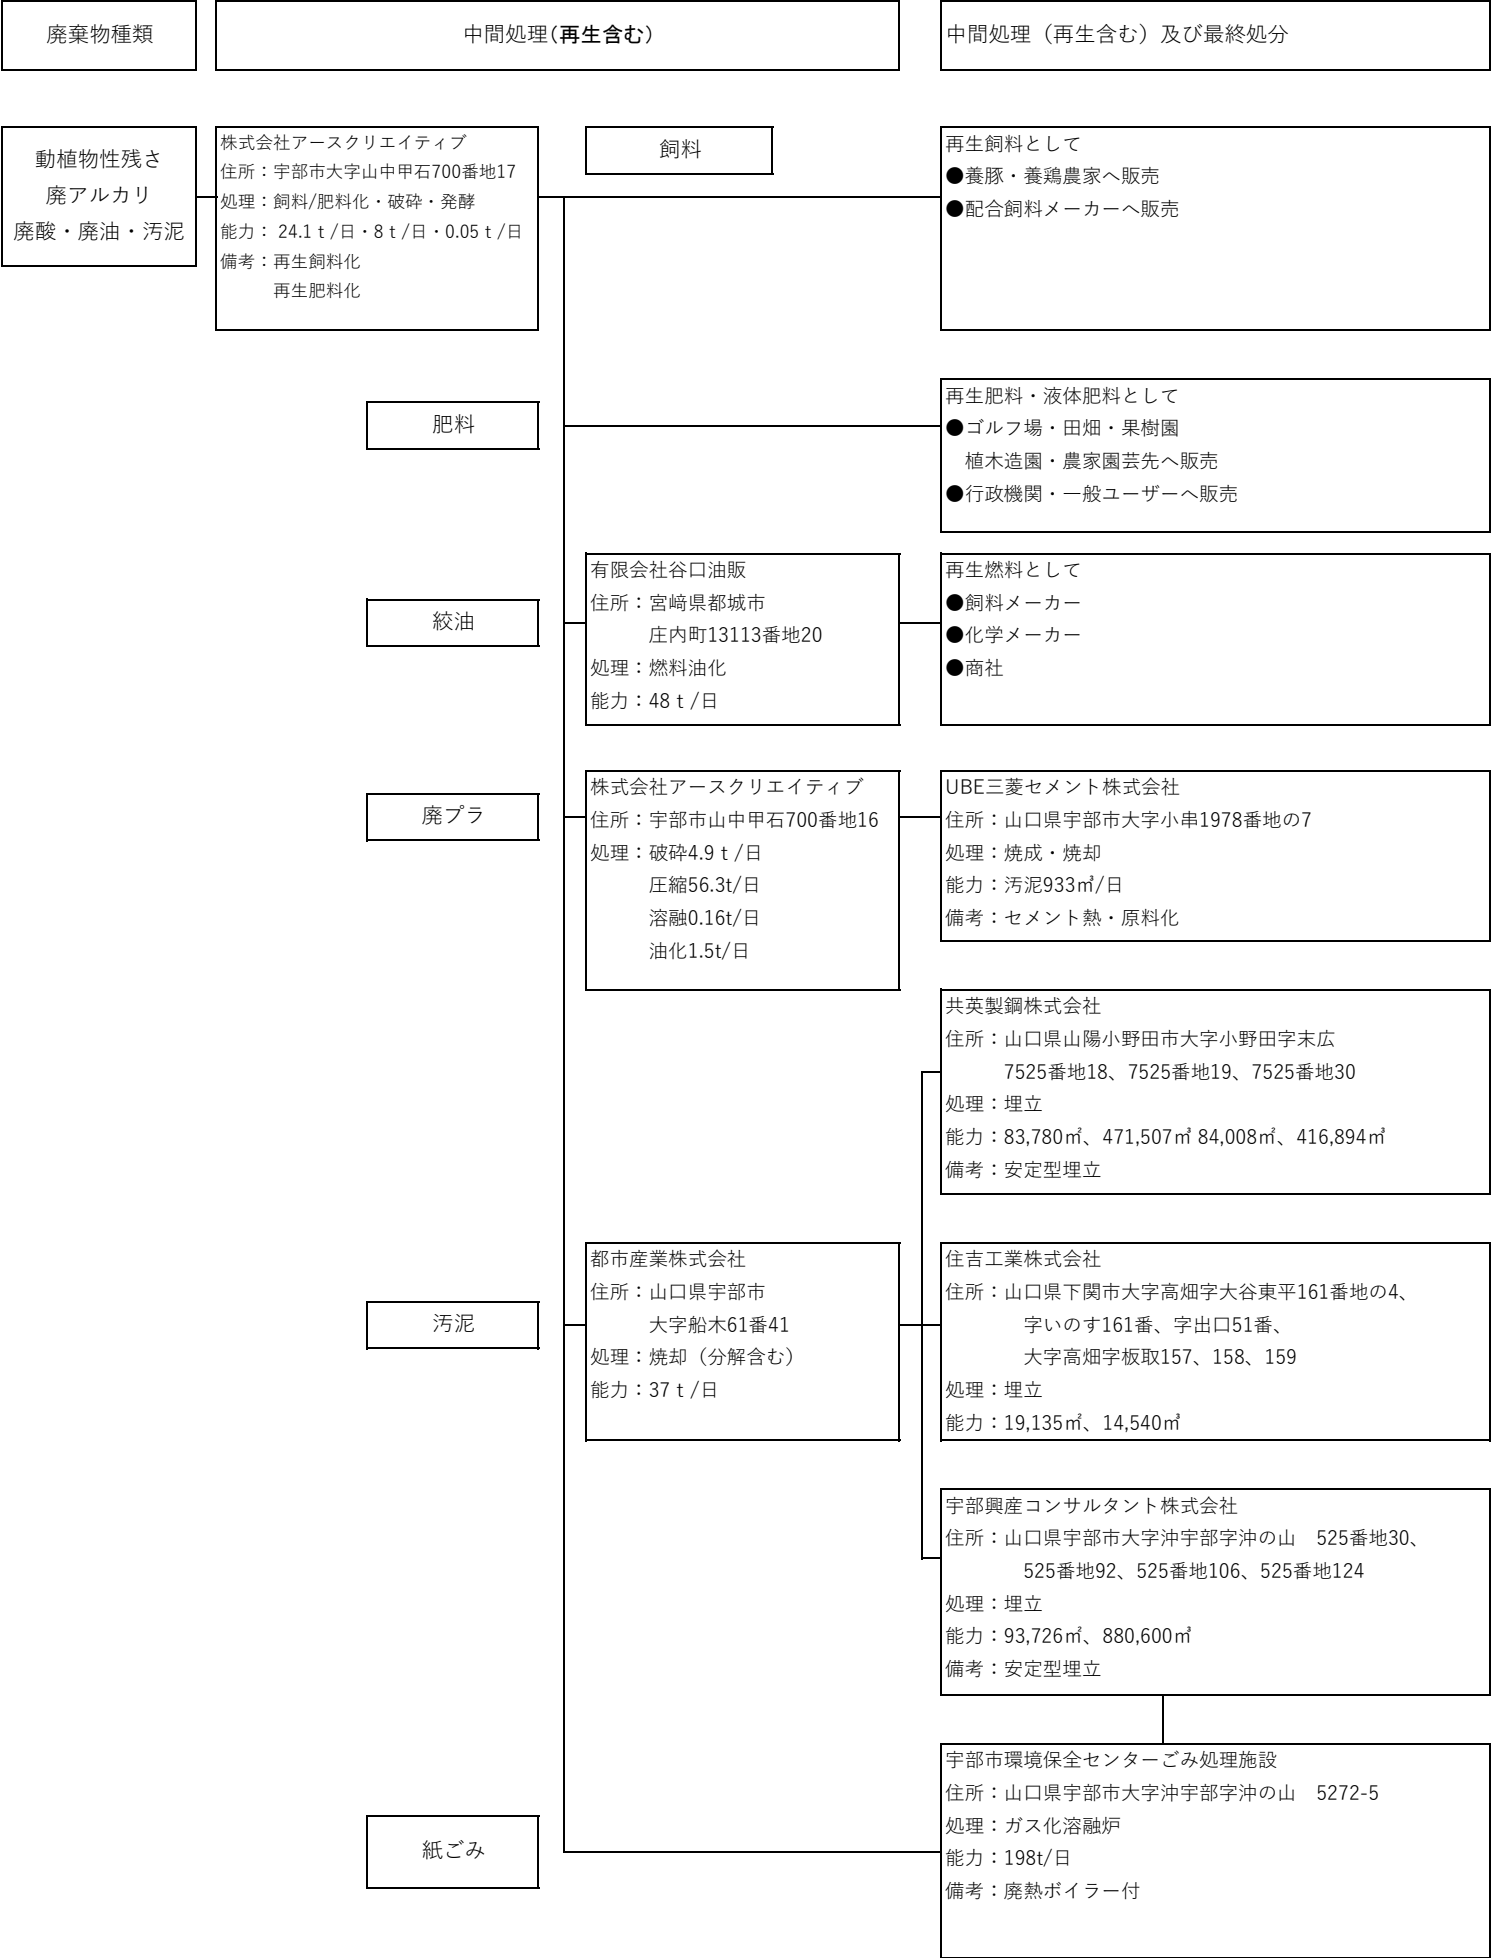 廃棄物種類
中間処理(再生含む)
中間処理（再生含む）及び最終処分
動植物性残さ
廃アルカリ
廃酸・廃油・汚泥
株式会社アースクリエイティブ
住所：宇部市大字山中甲石700番地17
処理：飼料/肥料化・破砕・発酵
能力： 24.1ｔ/日・8ｔ/日・0.05ｔ/日
備考：再生飼料化
再生肥料化
飼料
再生飼料として
●養豚・養鶏農家へ販売
●配合飼料メーカーへ販売
肥料
再生肥料・液体肥料として
●ゴルフ場・田畑・果樹園
植木造園・農家園芸先へ販売
●行政機関・一般ユーザーへ販売
絞油
有限会社谷口油販
住所：宮﨑県都城市
庄内町13113番地20
処理：燃料油化
能力：48ｔ/日
再生燃料として
●飼料メーカー
●化学メーカー
●商社
廃プラ
株式会社アースクリエイティブ
住所：宇部市山中甲石700番地16
処理：破砕4.9ｔ/日
圧縮56.3t/日
溶融0.16t/日
油化1.5t/日
UBE三菱セメント株式会社
住所：山口県宇部市大字小串1978番地の7
処理：焼成・焼却
能力：汚泥933㎥/日
備考：セメント熱・原料化
共英製鋼株式会社
住所：山口県山陽小野田市大字小野田字末広
7525番地18、7525番地19、7525番地30
処理：埋立
能力：83,780㎡、471,507㎥ 84,008㎡、416,894㎥
備考：安定型埋立
汚泥
都市産業株式会社
住所：山口県宇部市
大字船木61番41
処理：焼却（分解含む）
能力：37ｔ/日
住吉工業株式会社
住所：山口県下関市大字高畑字大谷東平161番地の4、
字いのす161番、字出口51番、
大字高畑字板取157、158、159
処理：埋立
能力：19,135㎡、14,540㎥
宇部興産コンサルタント株式会社
住所：山口県宇部市大字沖宇部字沖の山　525番地30、
525番地92、525番地106、525番地124
処理：埋立
能力：93,726㎡、880,600㎥
備考：安定型埋立
紙ごみ
宇部市環境保全センターごみ処理施設
住所：山口県宇部市大字沖宇部字沖の山　5272-5
処理：ガス化溶融炉
能力：198t/日
備考：廃熱ボイラー付